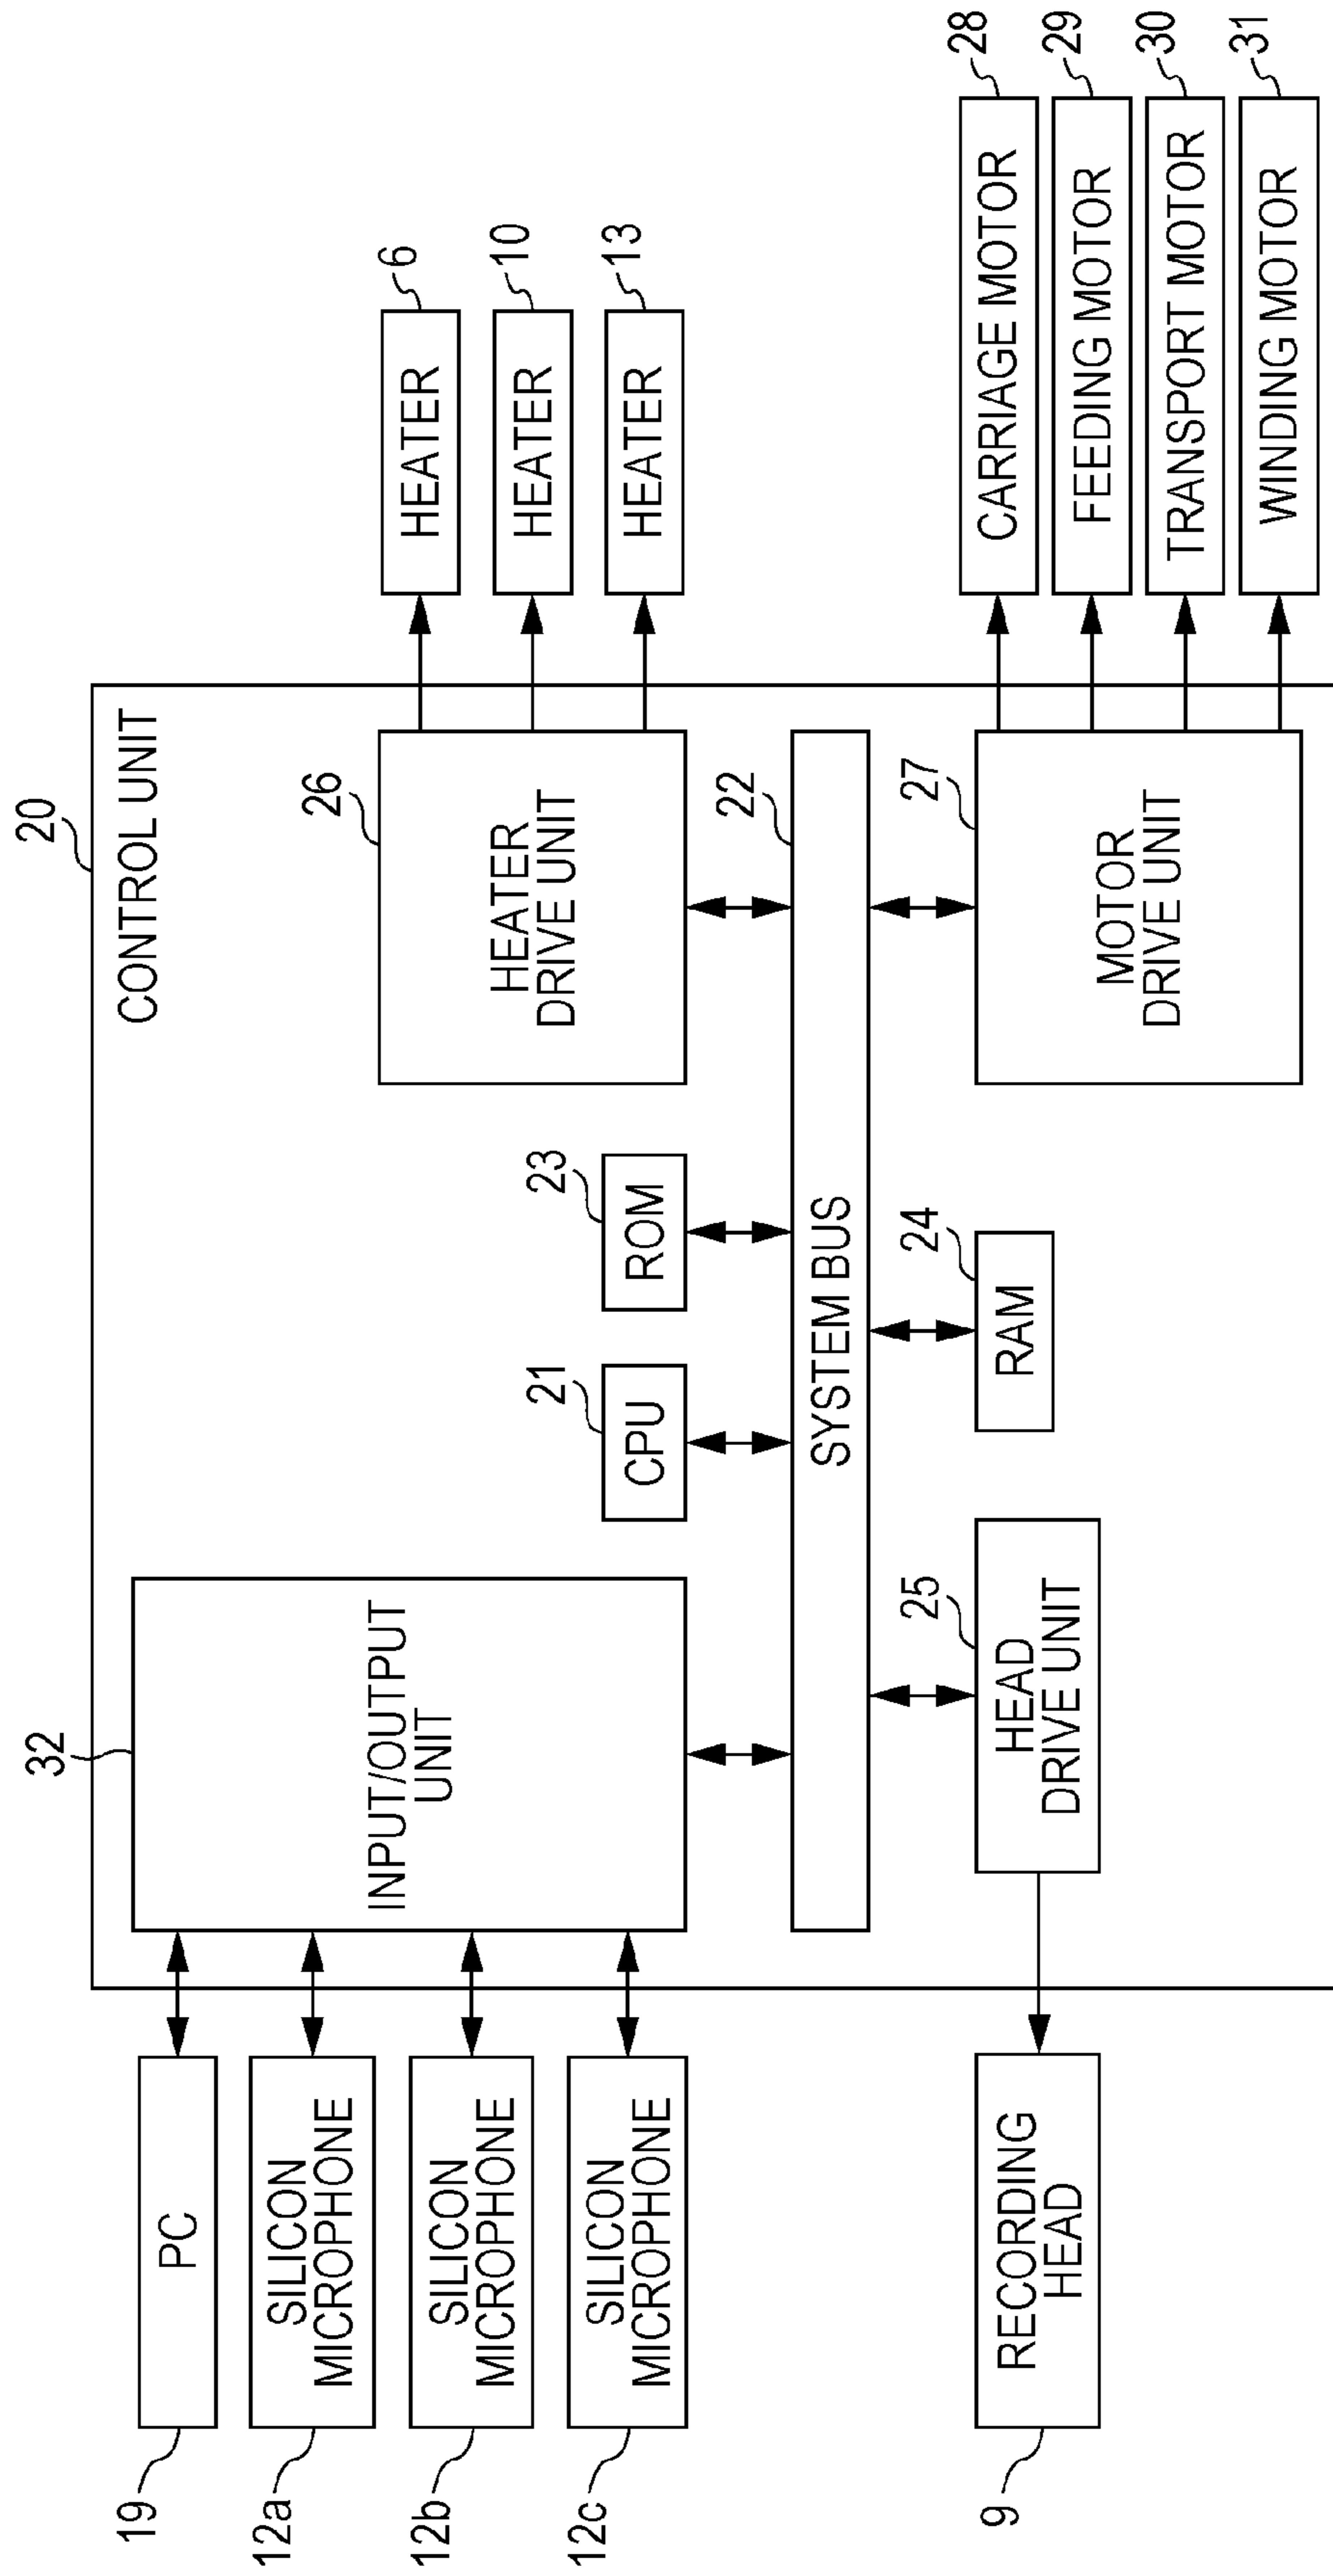 20
CONTROL UNIT
32
INPUT/OUTPUT
UNIT
19
PC
12a
SILICON
MICROPHONE
12b
SILICON
MICROPHONE
12c
SILICON
MICROPHONE
21
CPU
23
ROM
26
HEATER
DRIVE UNIT
HEATER
6
HEATER
10
HEATER
13
22
SYSTEM BUS
9
RECORDING
HEAD
25
HEAD
DRIVE UNIT
24
RAM
27
MOTOR
DRIVE UNIT
CARRIAGE MOTOR
28
FEEDING MOTOR
29
TRANSPORT MOTOR
30
WINDING MOTOR
31